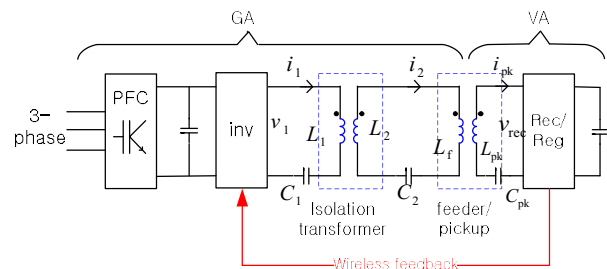 GA
VA
3-
phase
PFC
inv
i1
v1
L1
L2
C1
i2
C2
Lf
ipk
Lpk
vrec
Cpk
Rec/
Reg
Isolation
transformer
feeder/
pickup
Wireless feedback